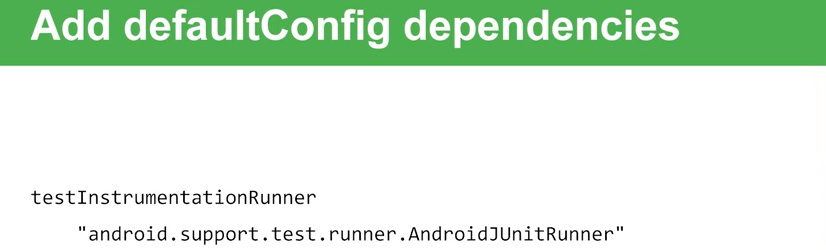 Add defaultConfig dependencies
testInstrumentationRunner
"android.support.test.runner.AndroidJUnitRunner"